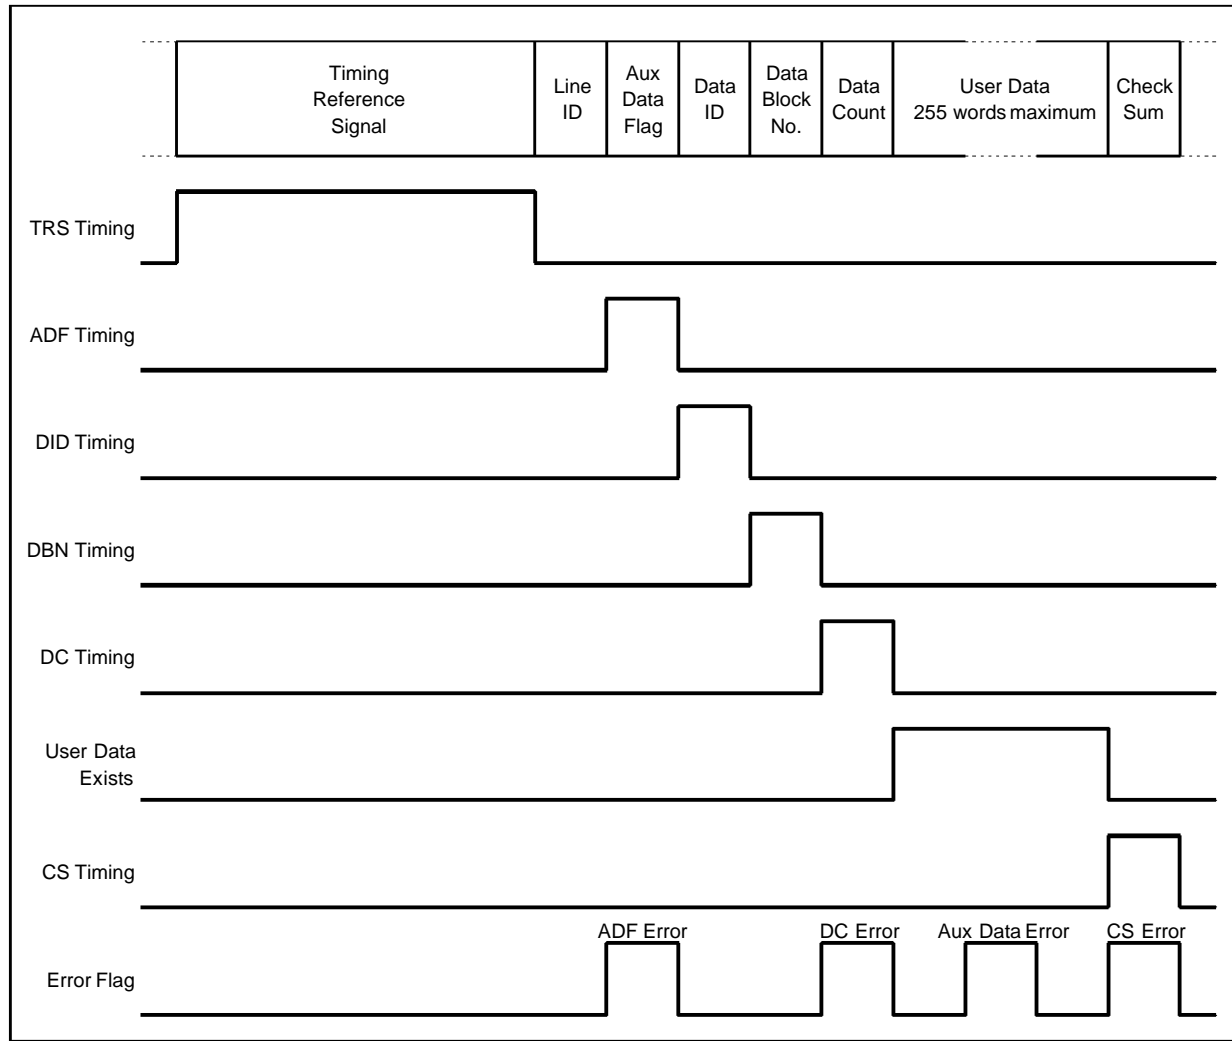 Timing
Reference
Signal
Line
ID
Aux
Data
Flag
Data
ID
Data
Block
No.
Data
Count
User Data
255 words maximum
Check
Sum
TRS Timing
ADF Timing
DID Timing
DBN Timing
DC Timing
User Data
Exists
CS Timing
ADF Error
DC Error
Aux Data Error
CS Error
Error Flag